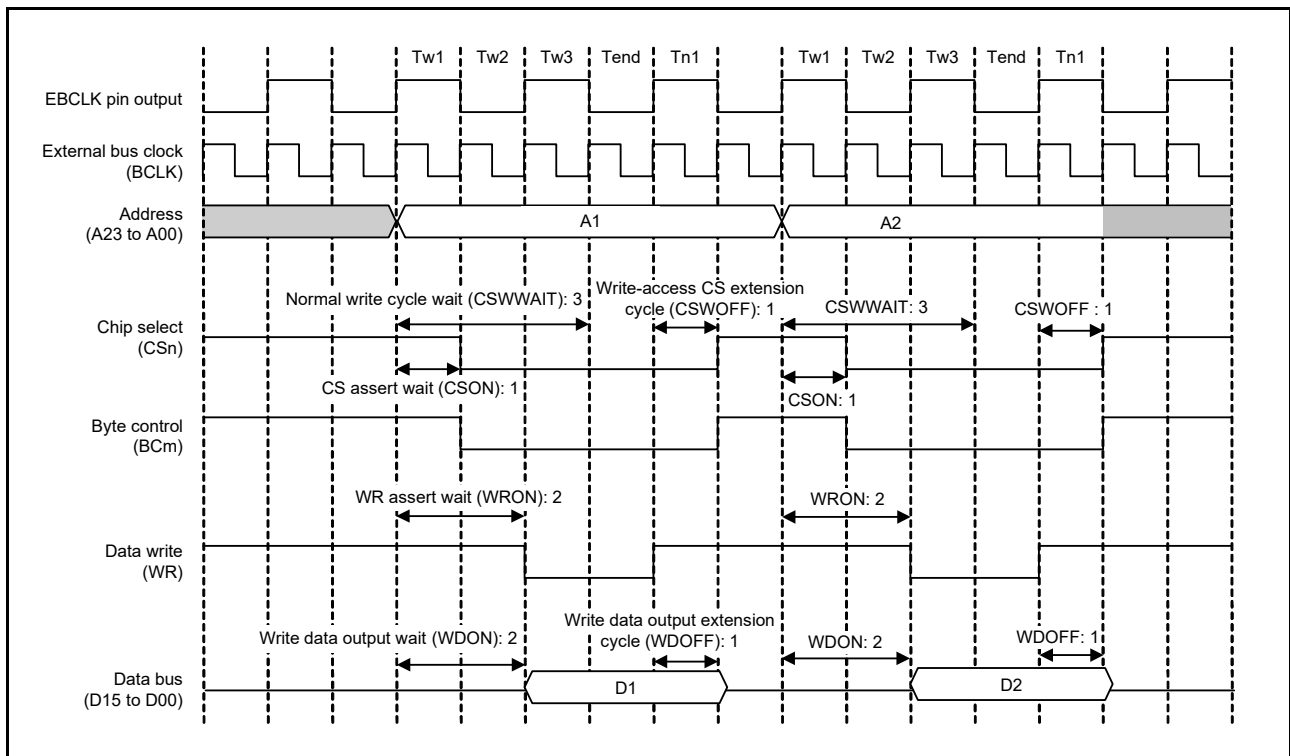 Tw1 Tw2 Tw3 Tend Tn1 Tw1 Tw2 Tw3 Tend Tn1
EBCLK pin output
External bus clock
(BCLK)
Address
(A23 to A00)
A1
A2
Normal write cycle wait (CSWWAIT): 3
Write-access CS extension
cycle (CSWOFF): 1
CSWWAIT: 3
CSWOFF : 1
Chip select
(CSn)
CS assert wait (CSON): 1
CSON: 1
Byte control
(BCm)
WR assert wait (WRON): 2
WRON: 2
Data write
(WR)
Write data output wait (WDON): 2
Write data output extension
cycle (WDOFF): 1
WDON: 2
WDOFF: 1
Data bus
(D15 to D00)
D1
D2